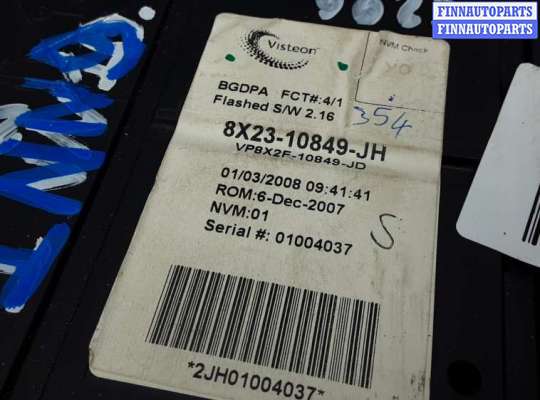 FINNAUTOPARTS
FINNAUTOPARTS
Visteon
NVM Check
BGDPA FCT#:4/1
Flashed S/W 2.16
354
8X23-10849-JH
VP8X2F-10849-JD
01/03/2008 09:41:41
ROM:6-Dec-2007
NVM:01
Serial #: 01004037
S
*2JH01004037*